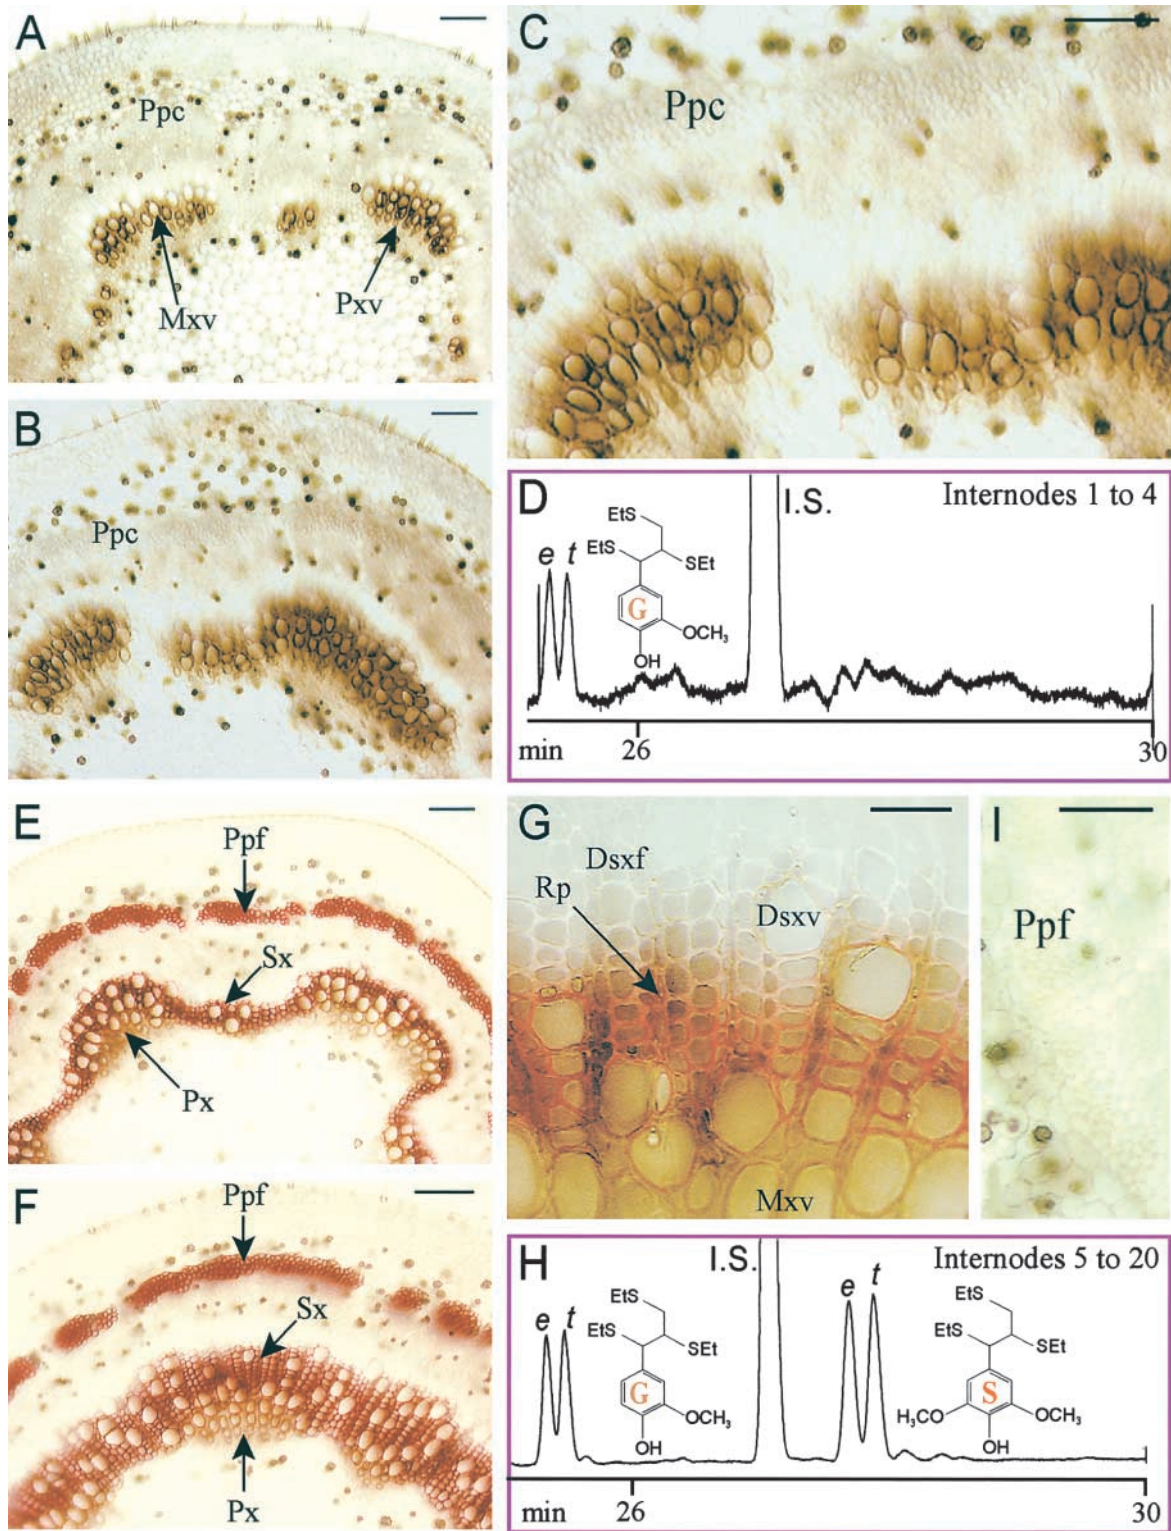 A
Ppc
Mxv
Pxv
B
Ppc
C
Ppc
D
I.S.
Internodes 1 to 4
EtS
EtS
SEt
e t
G
OCH3
OH
min
26
30
E
Ppf
Sx
Px
F
Ppf
Sx
Px
G
Dsxf
Rp
Dsxv
Mxv
I
Ppf
H
I.S.
Internodes 5 to 20
e t
EtS
EtS
SEt
G
OCH3
OH
e t
EtS
EtS
SEt
S
H3CO
OCH3
OH
min
26
30